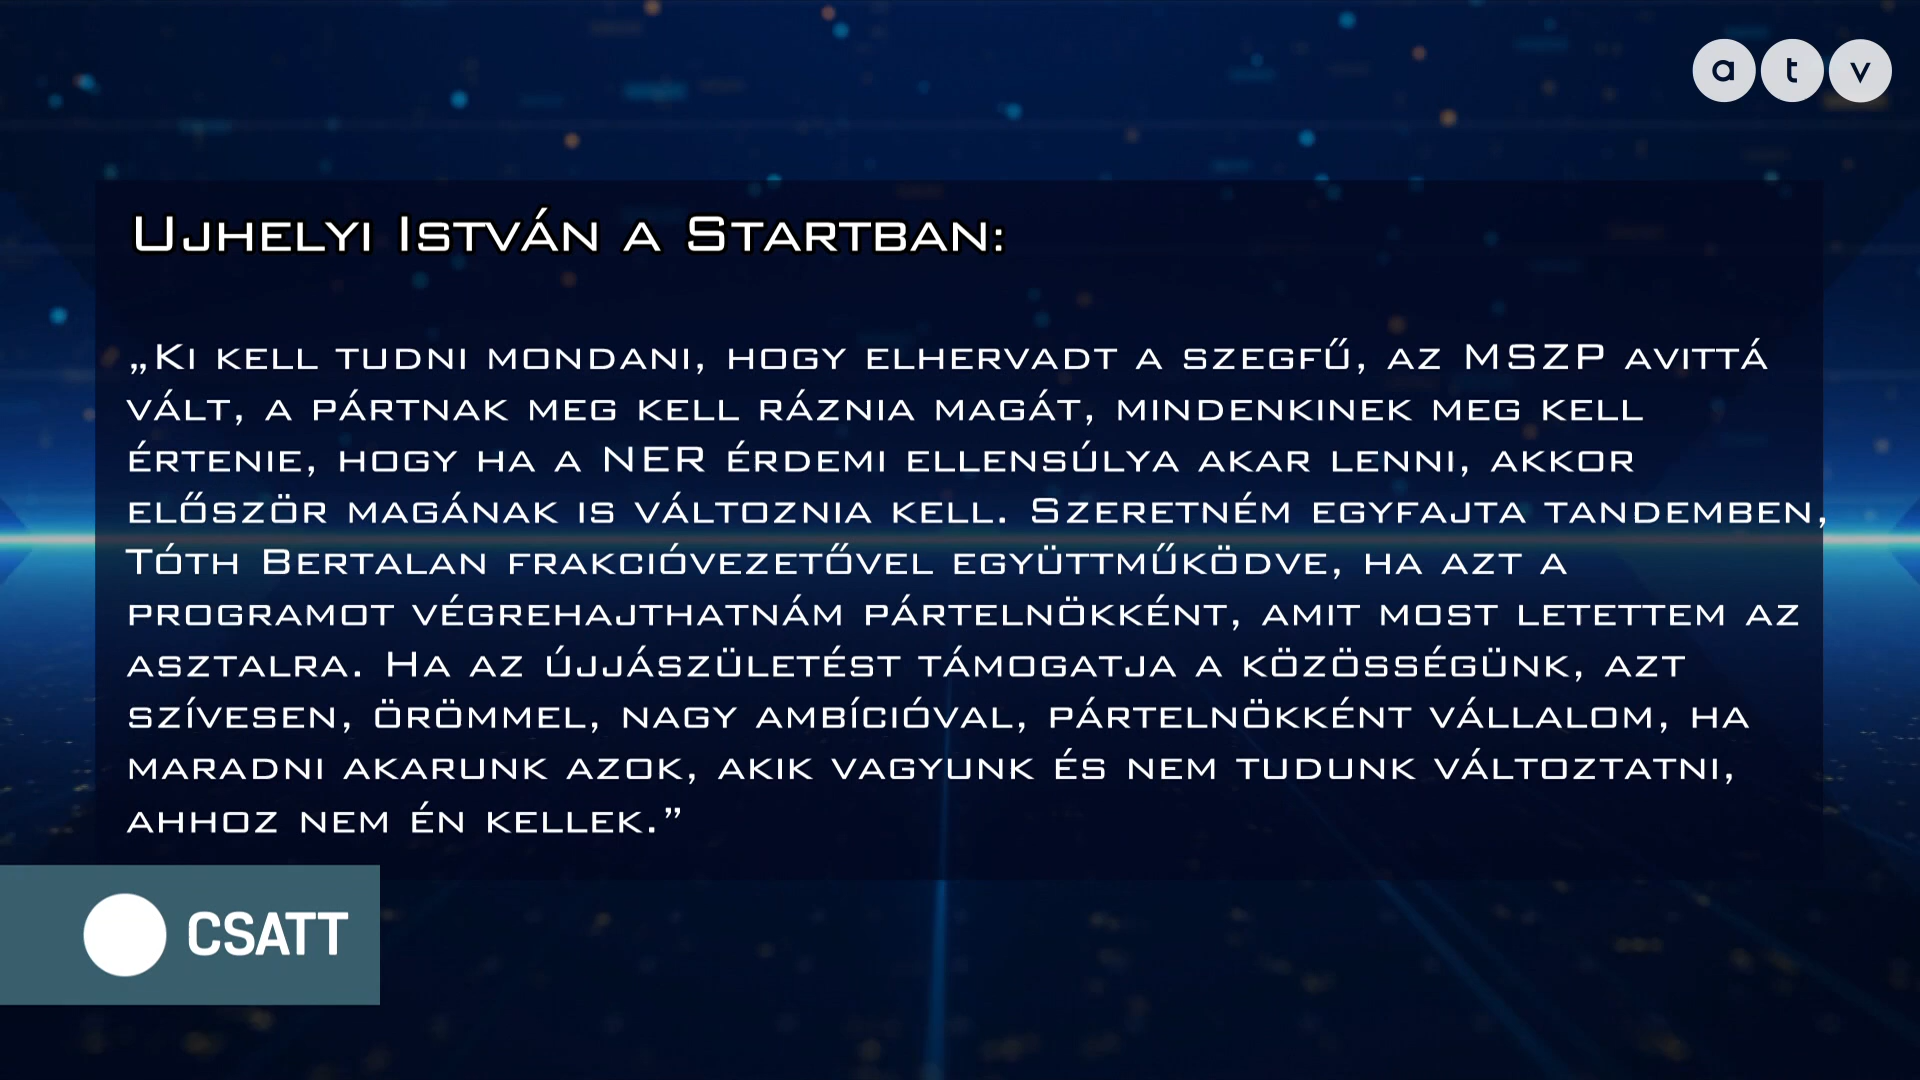 atv
Ujhelyi István a Startban:
„Ki kell tudni mondani, hogy elhervadt a szegfű, az MSZP avittá
vált, a pártnak meg kell ráznia magát, mindenkinek meg kell
értenie, hogy ha a NER érdemi ellensúlya akar lenni, akkor
először magának is változnia kell. Szeretném egyfajta tandemben,
Tóth Bertalan frakcióvezetővel együttműködve, ha azt a
programot végrehajthatnám pártelnökként, amit most letettem az
asztalra. Ha az újjászületést támogatja a közösségünk, azt
szívesen, örömmel, nagy ambícióval, pártelnökként vállalom, ha
maradni akarunk azok, akik vagyunk és nem tudunk változtatni,
ahhoz nem én kellek.”
CSATT